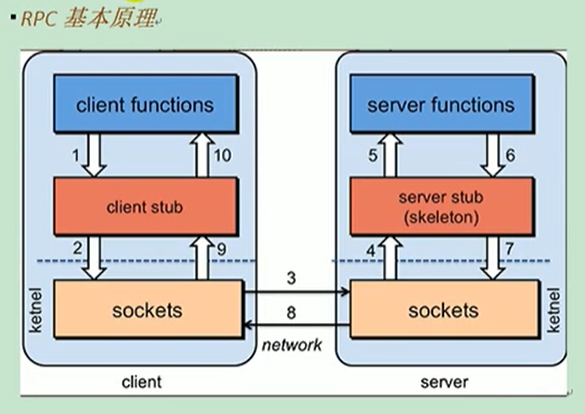 RPC 基本原理
client functions
server functions
1
10
5
6
client stub
server stub
(skeleton)
2
9
4
7
3
sockets
sockets
8
ketnel
ketnel
network
client
server